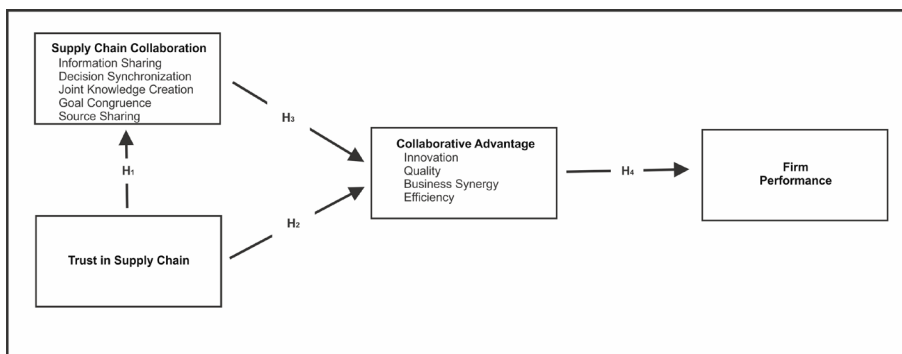 Supply Chain Collaboration
Information Sharing
Decision Synchronization
Joint Knowledge Creation
Goal Congruence
Source Sharing
H3
Collaborative Advantage
Innovation
Quality
Business Synergy
Efficiency
H1
H4
Firm
Performance
H2
Trust in Supply Chain